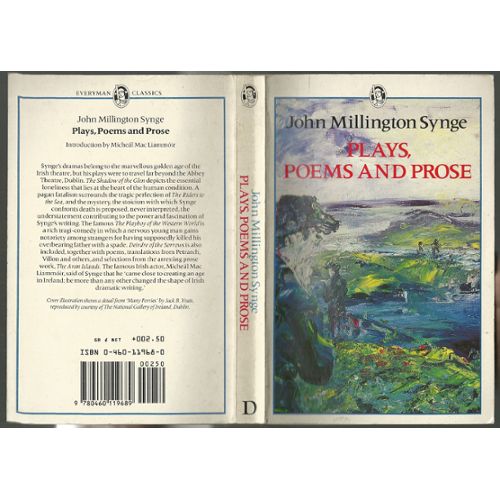 EVERYMAN CLASSICS
John Millington Synge
Plays, Poems and Prose
Introduction by Micheál Mac Liammóir
Synge's dramas belong to the marvellous golden age of the
Irish theatre, but his plays were to travel far beyond the Abbey
Theatre, Dublin. The Shadow of the Glen depicts the essential
loneliness that lies at the heart of the human condition. A
pagan fatalism surrounds the tragic perfection of The Riders to
the Sea, and the mystery, the stoicism with which Synge
confronts death is proposed, never interpreted, the
understatement contributing to the power and fascination of
Synge's writing. The famous The Playboy of the Western World is
a rich tragi-comedy in which a nervous young man gains
notoriety among strangers for having supposedly killed his
overbearing father with a spade. Deirdre of the Sorrows is also
included, together with poems, translations from Petrarch,
Villon and others, and selections from the arresting prose
work, The Aran Islands. The famous Irish actor, Micheál Mac
Liammóir, said of Synge that he 'came close to creating an age
in Ireland; he more than any other changed the shape of Irish
dramatic writing.'
Cover illustration shows a detail from 'Many Ferries' by Jack B. Yeats,
reproduced by courtesy of The National Gallery of Ireland, Dublin.
GB £ NET +002.50
ISBN 0-460-11968-0
00250
9 780460 119689
John Millington Synge
PLAYS, POEMS AND PROSE
D
EVERYMAN CLASSICS
John Millington Synge
PLAYS,
POEMS AND PROSE